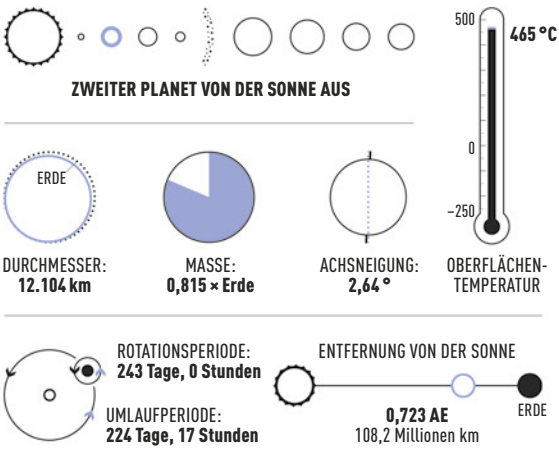 ZWEITER PLANET VON DER SONNE AUS
500
465 °C
0
–250
ERDE
DURCHMESSER:
12.104 km
MASSE:
0,815 × Erde
ACHSNEIGUNG:
2,64 °
OBERFLÄCHEN-
TEMPERATUR
ROTATIONSPERIODE:
243 Tage, 0 Stunden
UMLAUFPERIODE:
224 Tage, 17 Stunden
ENTFERNUNG VON DER SONNE
0,723 AE
108,2 Millionen km
ERDE